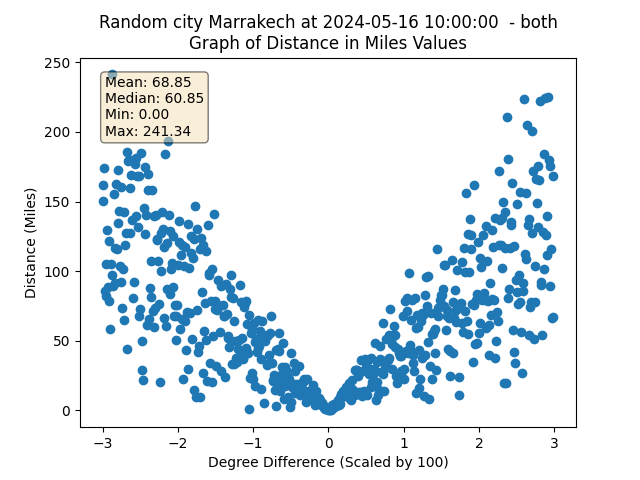 Random city Marrakech at 2024-05-16 10:00:00  - both
Graph of Distance in Miles Values
Mean: 68.85
Median: 60.85
Min: 0.00
Max: 241.34
250
200
150
100
50
0
Distance (Miles)
−3
−2
−1
0
1
2
3
Degree Difference (Scaled by 100)